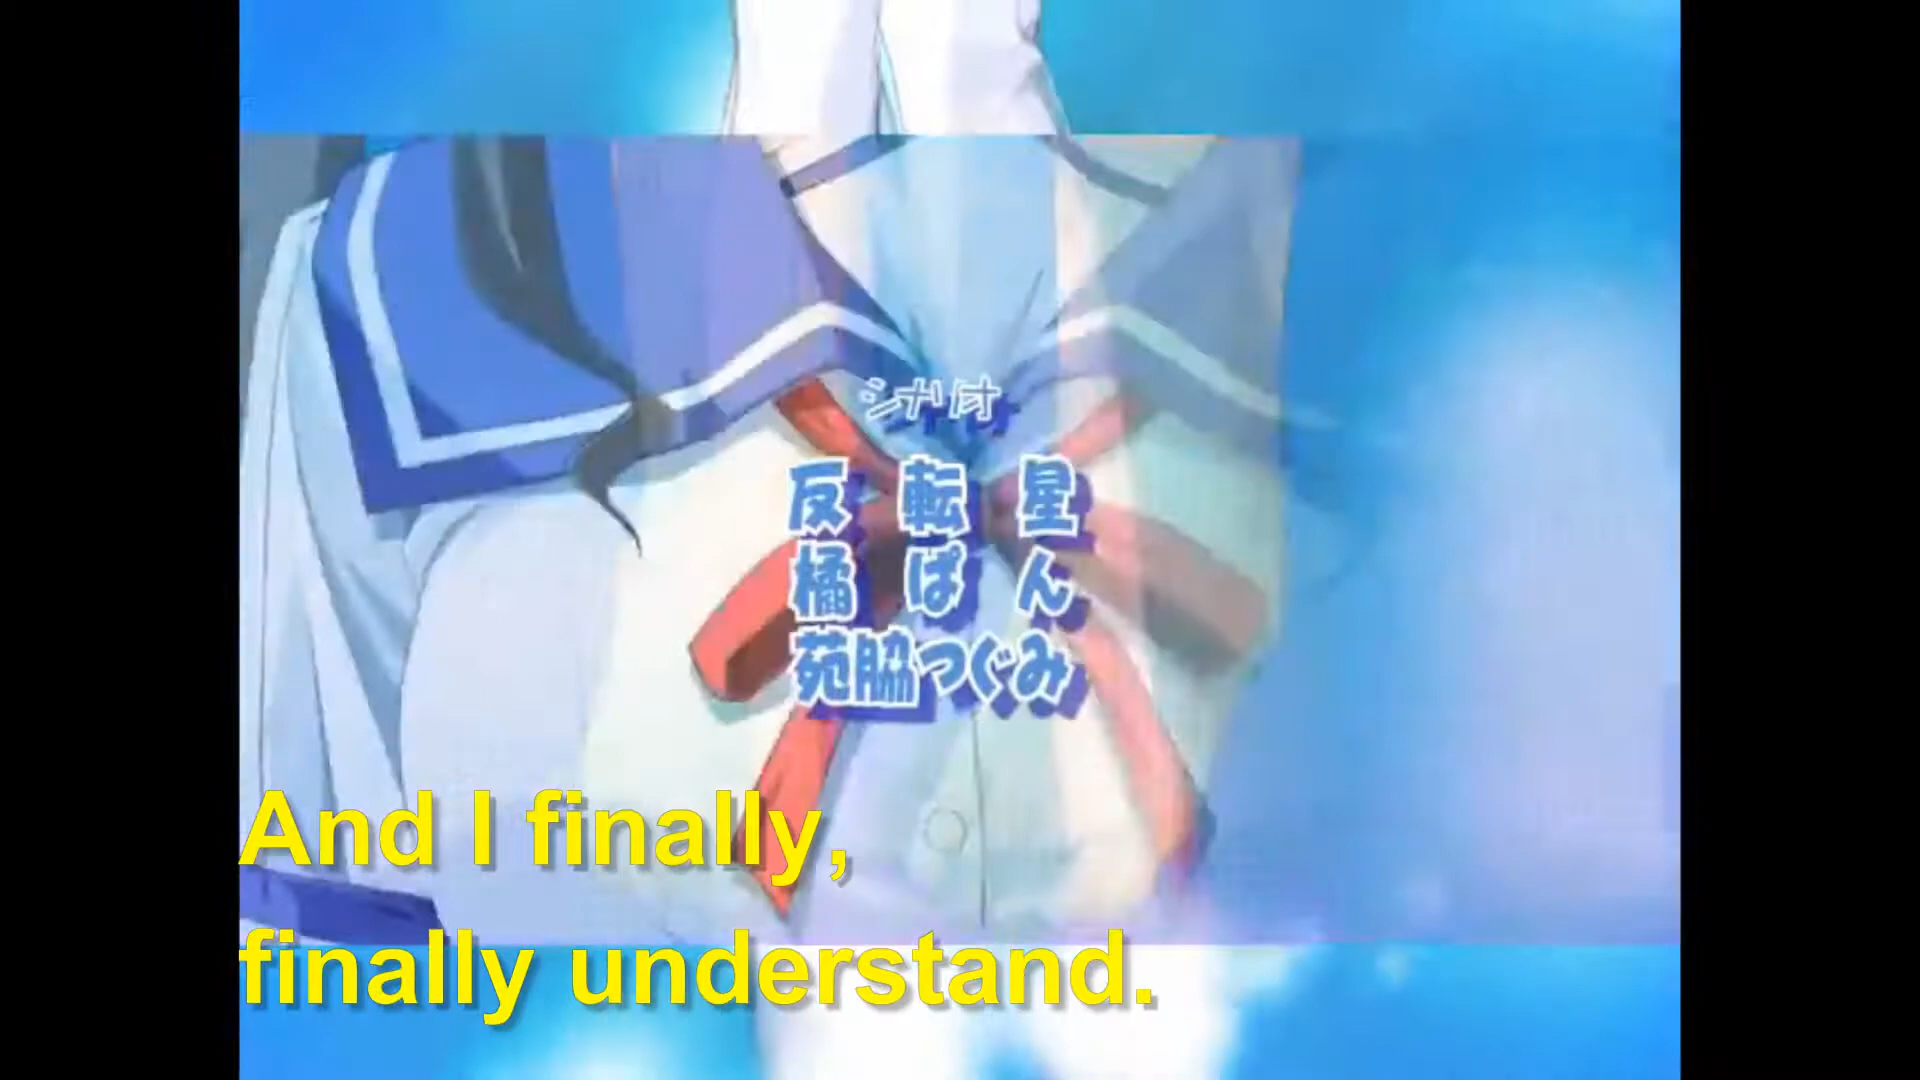 シナリオ
反転星
橘ぱん
苑脇つぐみ
And I finally,
finally understand.